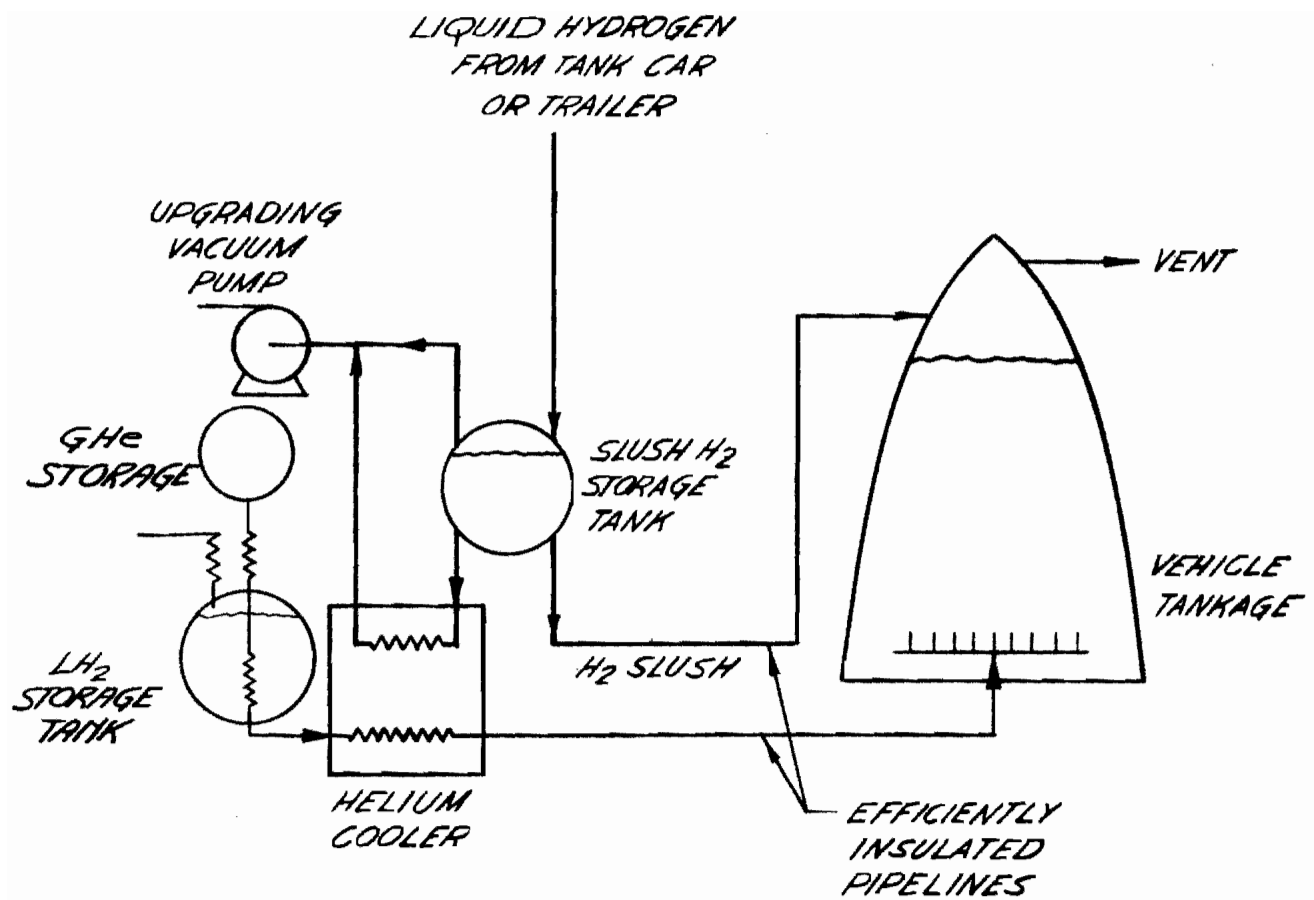 LIQUID HYDROGEN
FROM TANK CAR
OR TRAILER
UPGRADING
VACUUM
PUMP
VENT
GHe
STORAGE
SLUSH H₂
STORAGE
TANK
VEHICLE
TANKAGE
LH₂
STORAGE
TANK
H₂ SLUSH
HELIUM
COOLER
EFFICIENTLY
INSULATED
PIPELINES